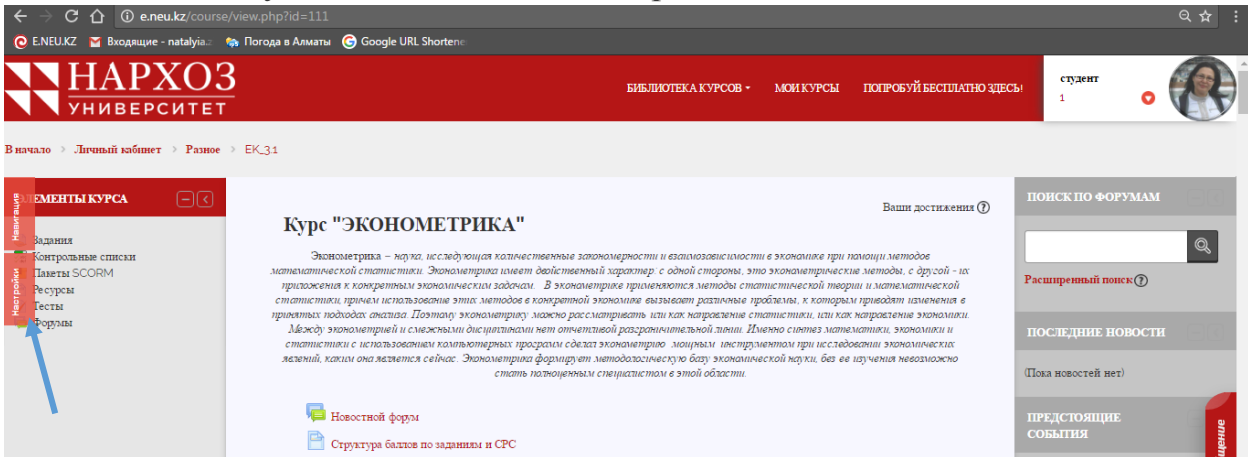 e.neu.kz/course/view.php?id=111
E.NEU.KZ Входящие - natalyia.z Погода в Алматы Google URL Shortene
НАРХОЗ
УНИВЕРСИТЕТ
БИБЛИОТЕКА КУРСОВ МОИ КУРСЫ ПОПРОБУЙ БЕСПЛАТНО ЗДЕСЬ!
студент
1
В начало > Личный кабинет > Разное > EK_3.1
Навигация
Настройки
ЭЛЕМЕНТЫ КУРСА
Задания
Контрольные списки
Пакеты SCORM
Ресурсы
Тесты
Форумы
Ваши достижения
Курс "ЭКОНОМЕТРИКА"
Эконометрика – наука, исследующая количественные закономерности и взаимозависимости в экономике при помощи методов
математической статистики. Эконометрика имеет двойственный характер: с одной стороны, это эконометрические методы, с другой - их
приложения к конкретным экономическим задачам. В эконометрике применяются методы статистической теории и математической
статистики, причем использование этих методов в конкретной экономике вызывает различные проблемы, к которым приводят изменения в
принятых подходах анализа. Поэтому эконометрику можно рассматривать или как направление статистики, или как направление экономики.
Между эконометрией и смежными дисциплинами нет отчетливой разграничительной линии. Именно синтез математики, экономики и
статистики с использованием компьютерных программ сделал эконометрию мощным инструментом при исследовании экономических
явлений, каким она является сейчас. Эконометрика формирует методологическую базу экономической науки, без ее изучения невозможно
стать полноценным специалистом в этой области.
Новостной форум
Структура баллов по заданиям и СРС
ПОИСК ПО ФОРУМАМ
Расширенный поиск
ПОСЛЕДНИЕ НОВОСТИ
(Пока новостей нет)
ПРЕДСТОЯЩИЕ
СОБЫТИЯ